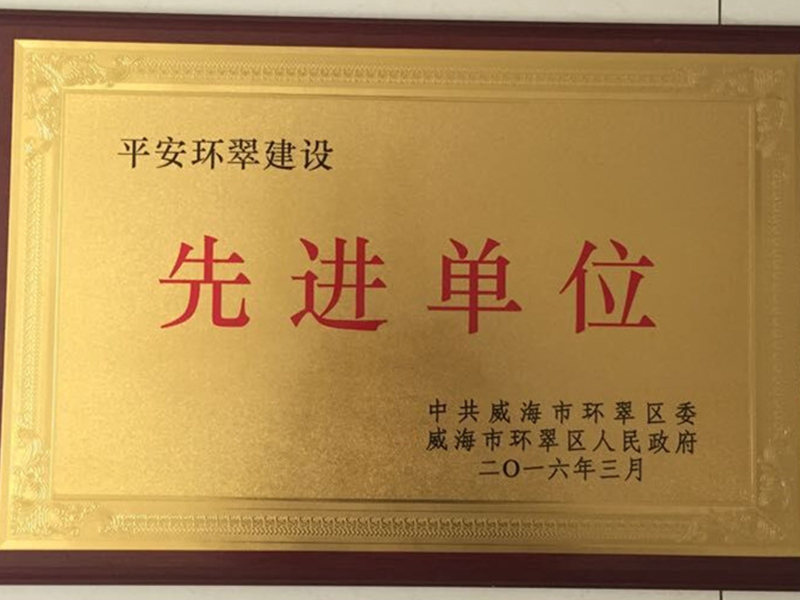 平安环翠建设
先进单位
中共威海市环翠区委
威海市环翠区人民政府
二〇一六年三月